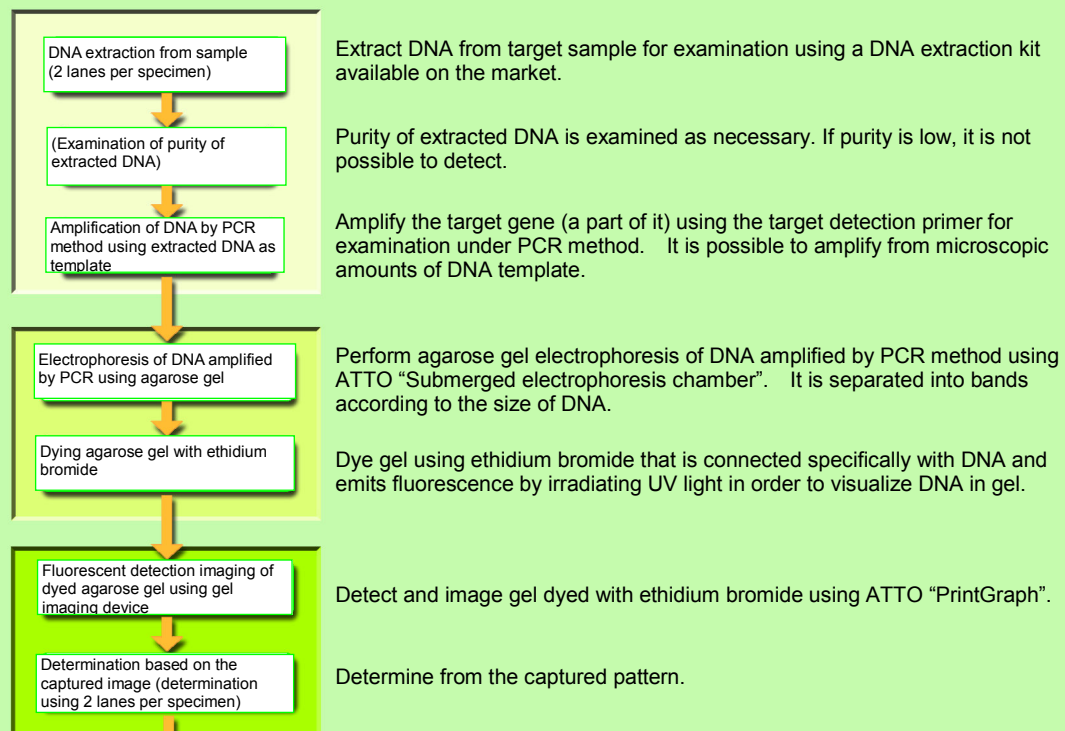 DNA extraction from sample
(2 lanes per specimen)
Extract DNA from target sample for examination using a DNA extraction kit
available on the market.
(Examination of purity of
extracted DNA)
Purity of extracted DNA is examined as necessary. If purity is low, it is not
possible to detect.
Amplification of DNA by PCR
method using extracted DNA as
template
Amplify the target gene (a part of it) using the target detection primer for
examination under PCR method. It is possible to amplify from microscopic
amounts of DNA template.
Electrophoresis of DNA amplified
by PCR using agarose gel
Perform agarose gel electrophoresis of DNA amplified by PCR method using
ATTO “Submerged electrophoresis chamber”. It is separated into bands
according to the size of DNA.
Dying agarose gel with ethidium
bromide
Dye gel using ethidium bromide that is connected specifically with DNA and
emits fluorescence by irradiating UV light in order to visualize DNA in gel.
Fluorescent detection imaging of
dyed agarose gel using gel
imaging device
Detect and image gel dyed with ethidium bromide using ATTO “PrintGraph”.
Determination based on the
captured image (determination
using 2 lanes per specimen)
Determine from the captured pattern.